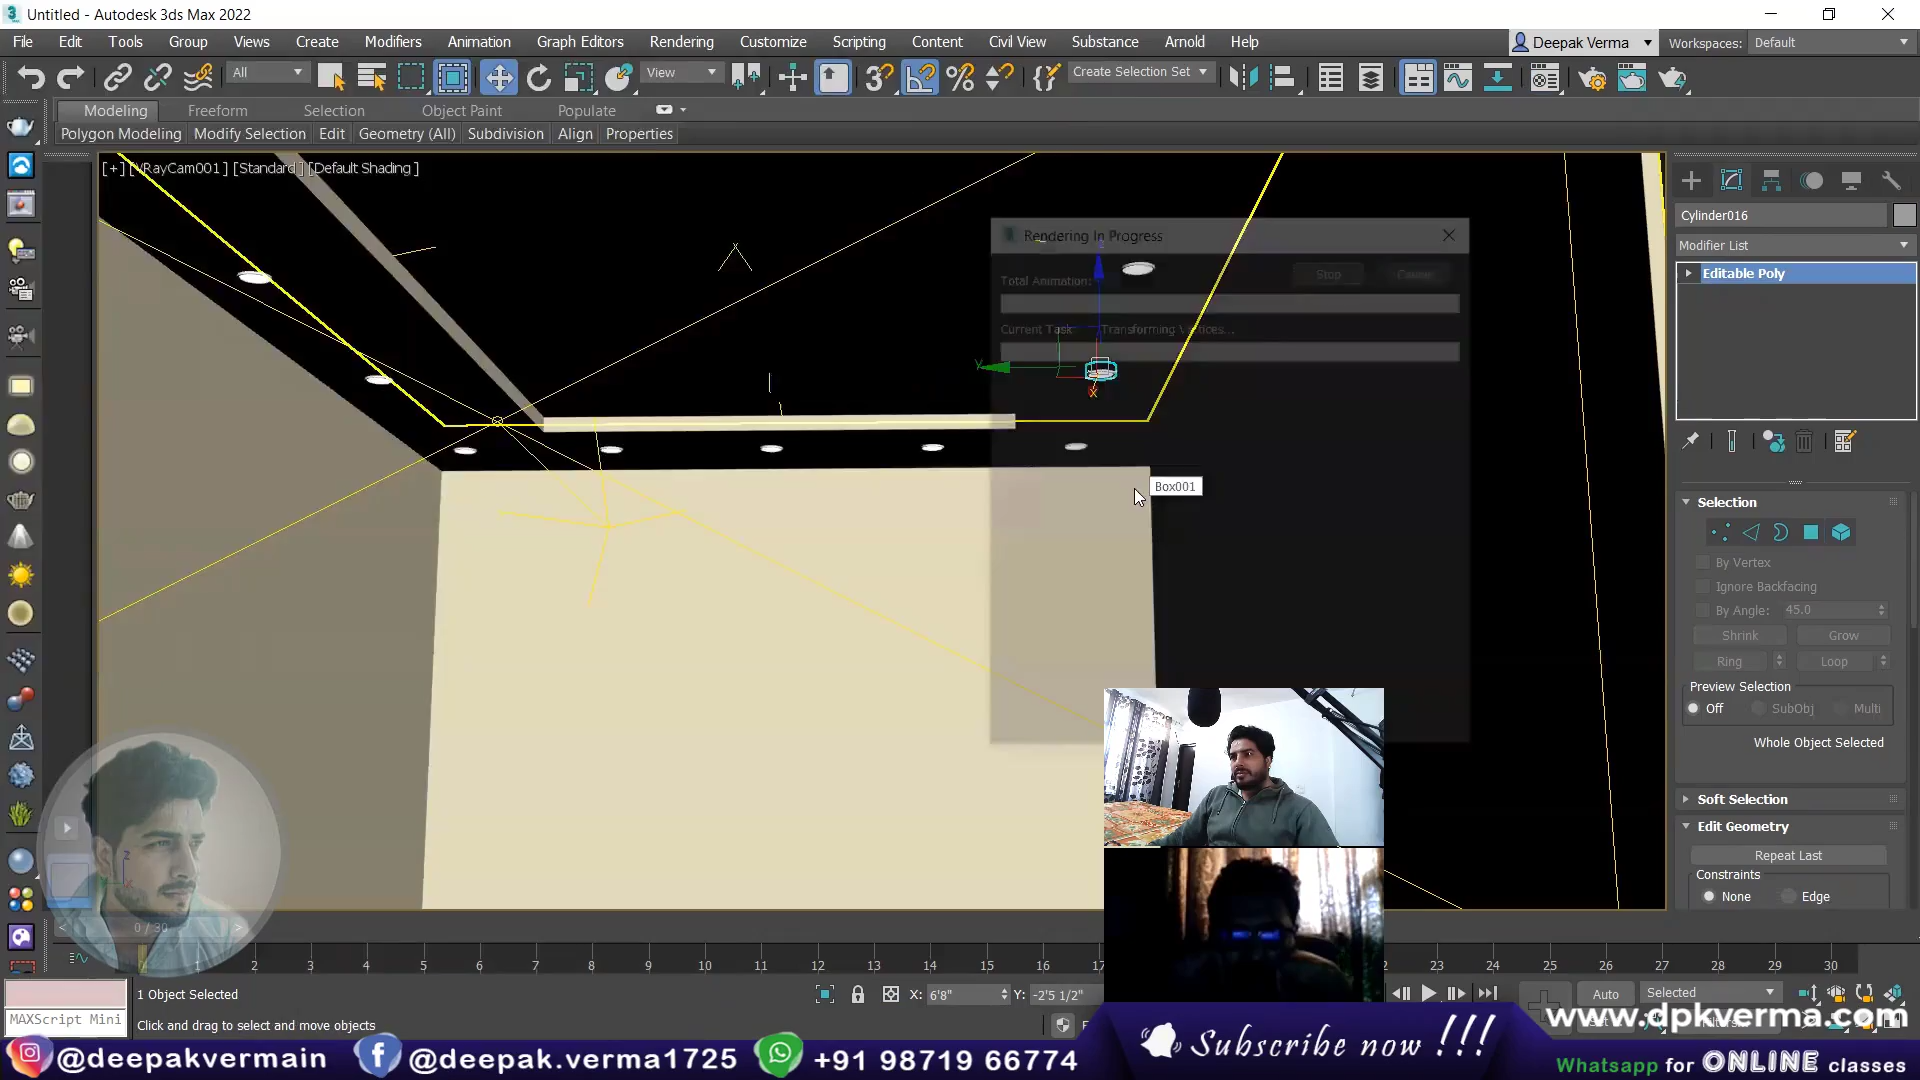 Untitled - Autodesk 3ds Max 2022
File Edit Tools Group Views Create Modifiers Animation Graph Editors Rendering Customize Scripting Content Civil View Substance Arnold Help
Deepak Verma
Workspaces: Default
All
View
Create Selection Set
Modeling Freeform Selection Object Paint Populate
Polygon Modeling Modify Selection Edit Geometry (All) Subdivision Align Properties
[+] [VRayCam001] [Standard] [Default Shading]
Rendering In Progress
Total Animation:
Stop
Current Task: Transforming Vertices...
Y
X
X
Z
Box001
Cylinder016
Modifier List
Editable Poly
Selection
By Vertex
Ignore Backfacing
By Angle: 45.0
Shrink Grow
Ring Loop
Preview Selection
Off SubObj Multi
Whole Object Selected
Soft Selection
Edit Geometry
Repeat Last
Constraints
None Edge
0 / 30
2 3 4 5 6 7 8 9 10 11 12 13 14 15 16 23 24 25 26 27 28 29 30
1 Object Selected
X: 6'8" Y: -2'5 1/2"
Auto Selected
MAXScript Mini
Click and drag to select and move objects
www.dpkverma.com
@deepakvermain
@deepak.verma1725
+91 98719 66774
Subscribe now !!!
Whatsapp for ONLINE classes